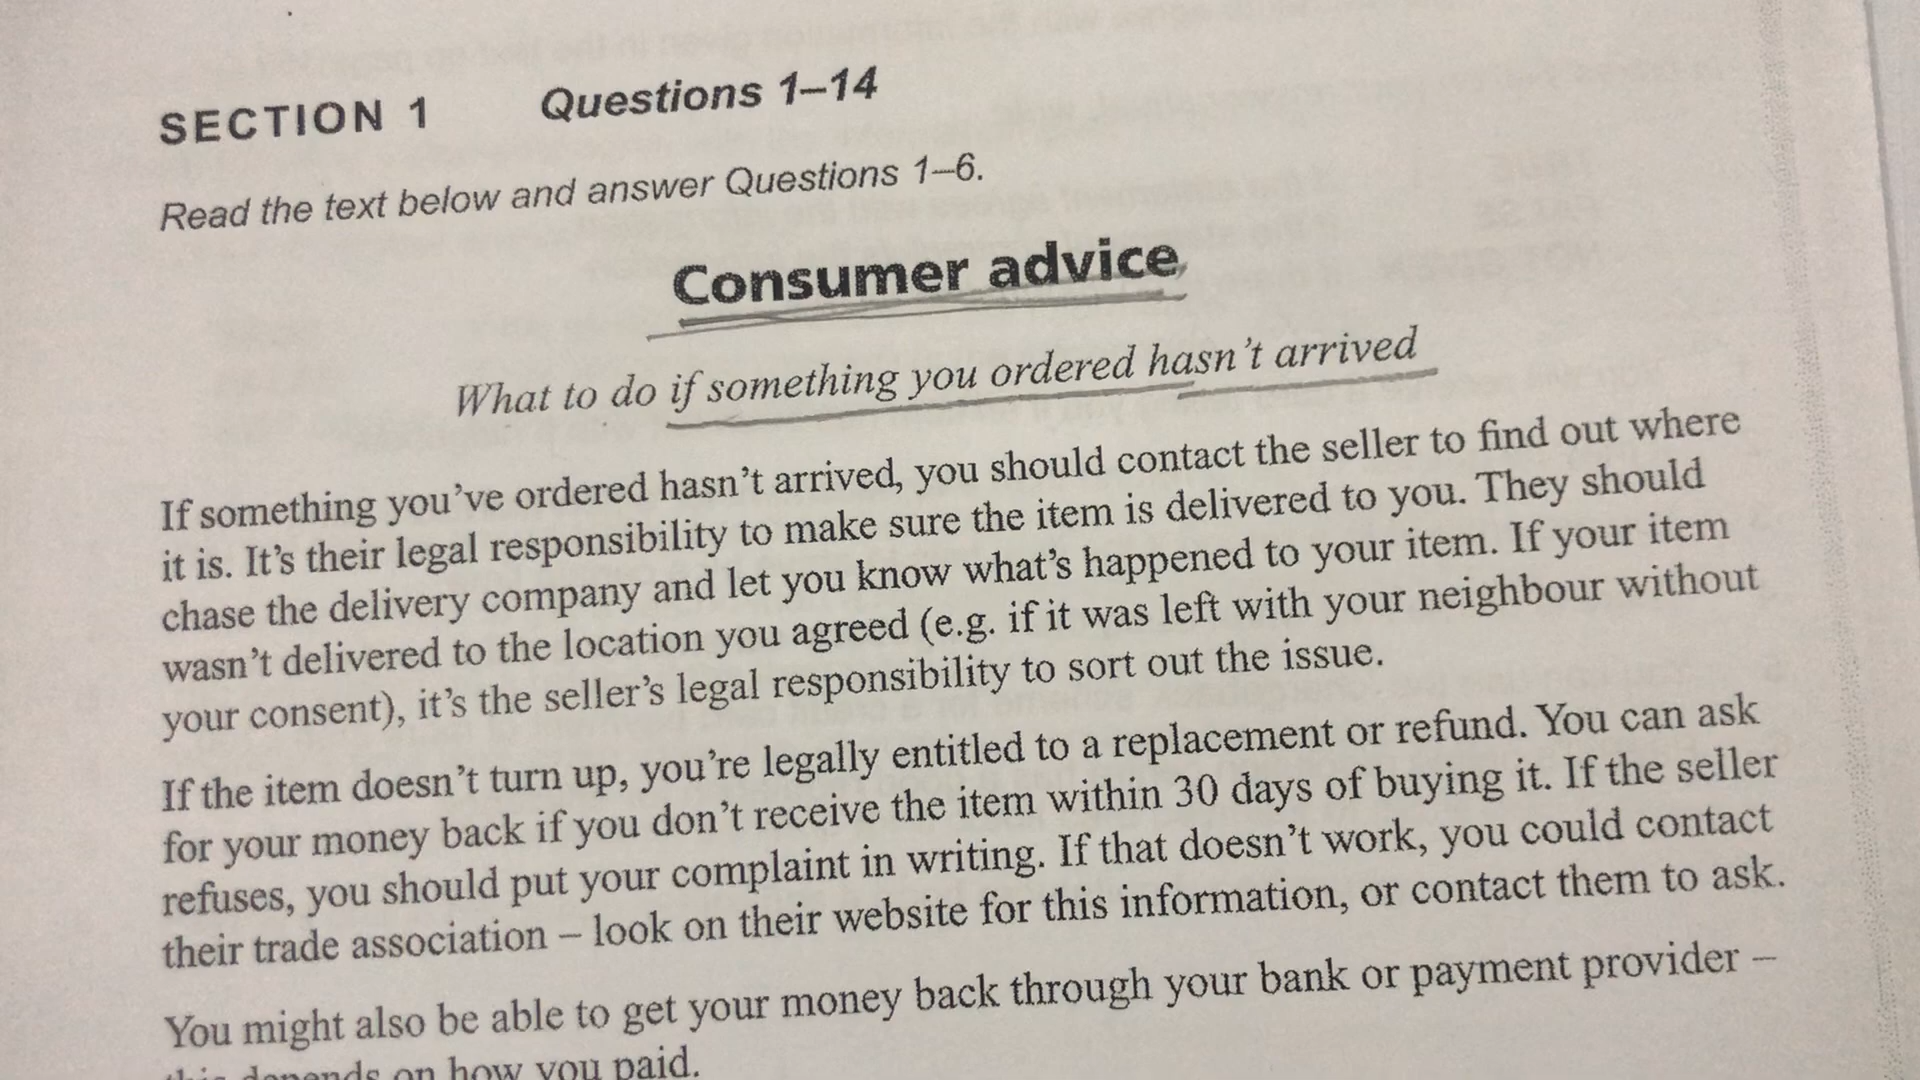 SECTION 1 Questions 1–14
Read the text below and answer Questions 1–6.
Consumer advice
What to do if something you ordered hasn't arrived
If something you've ordered hasn't arrived, you should contact the seller to find out where
it is. It's their legal responsibility to make sure the item is delivered to you. They should
chase the delivery company and let you know what's happened to your item. If your item
wasn't delivered to the location you agreed (e.g. if it was left with your neighbour without
your consent), it's the seller's legal responsibility to sort out the issue.
If the item doesn't turn up, you're legally entitled to a replacement or refund. You can ask
for your money back if you don't receive the item within 30 days of buying it. If the seller
refuses, you should put your complaint in writing. If that doesn't work, you could contact
their trade association – look on their website for this information, or contact them to ask.
You might also be able to get your money back through your bank or payment provider –
this depends on how you paid.